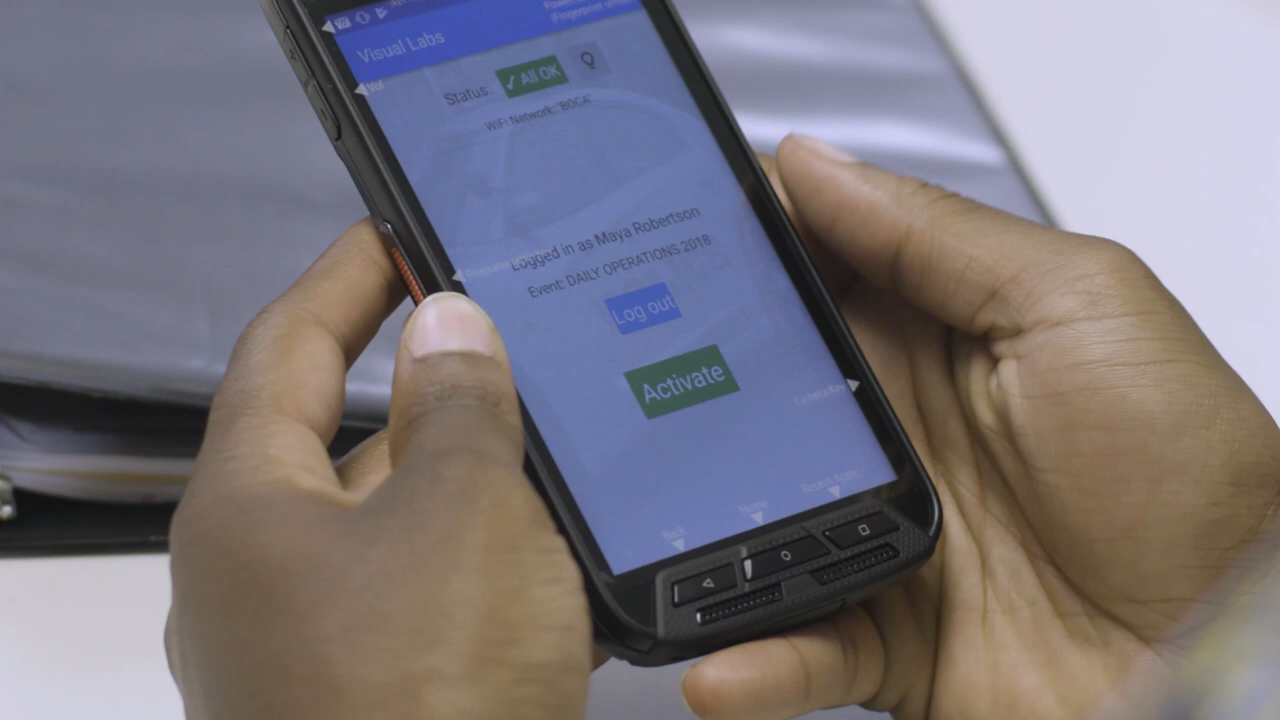 Visual Labs
Vol
Status.
✓ All OK
WiFi Network: "BOCA"
Logged in as Maya Robertson
Event: DAILY OPERATIONS 2018
Log out
Activate
Camera Key
Back
Home
Recent Apps